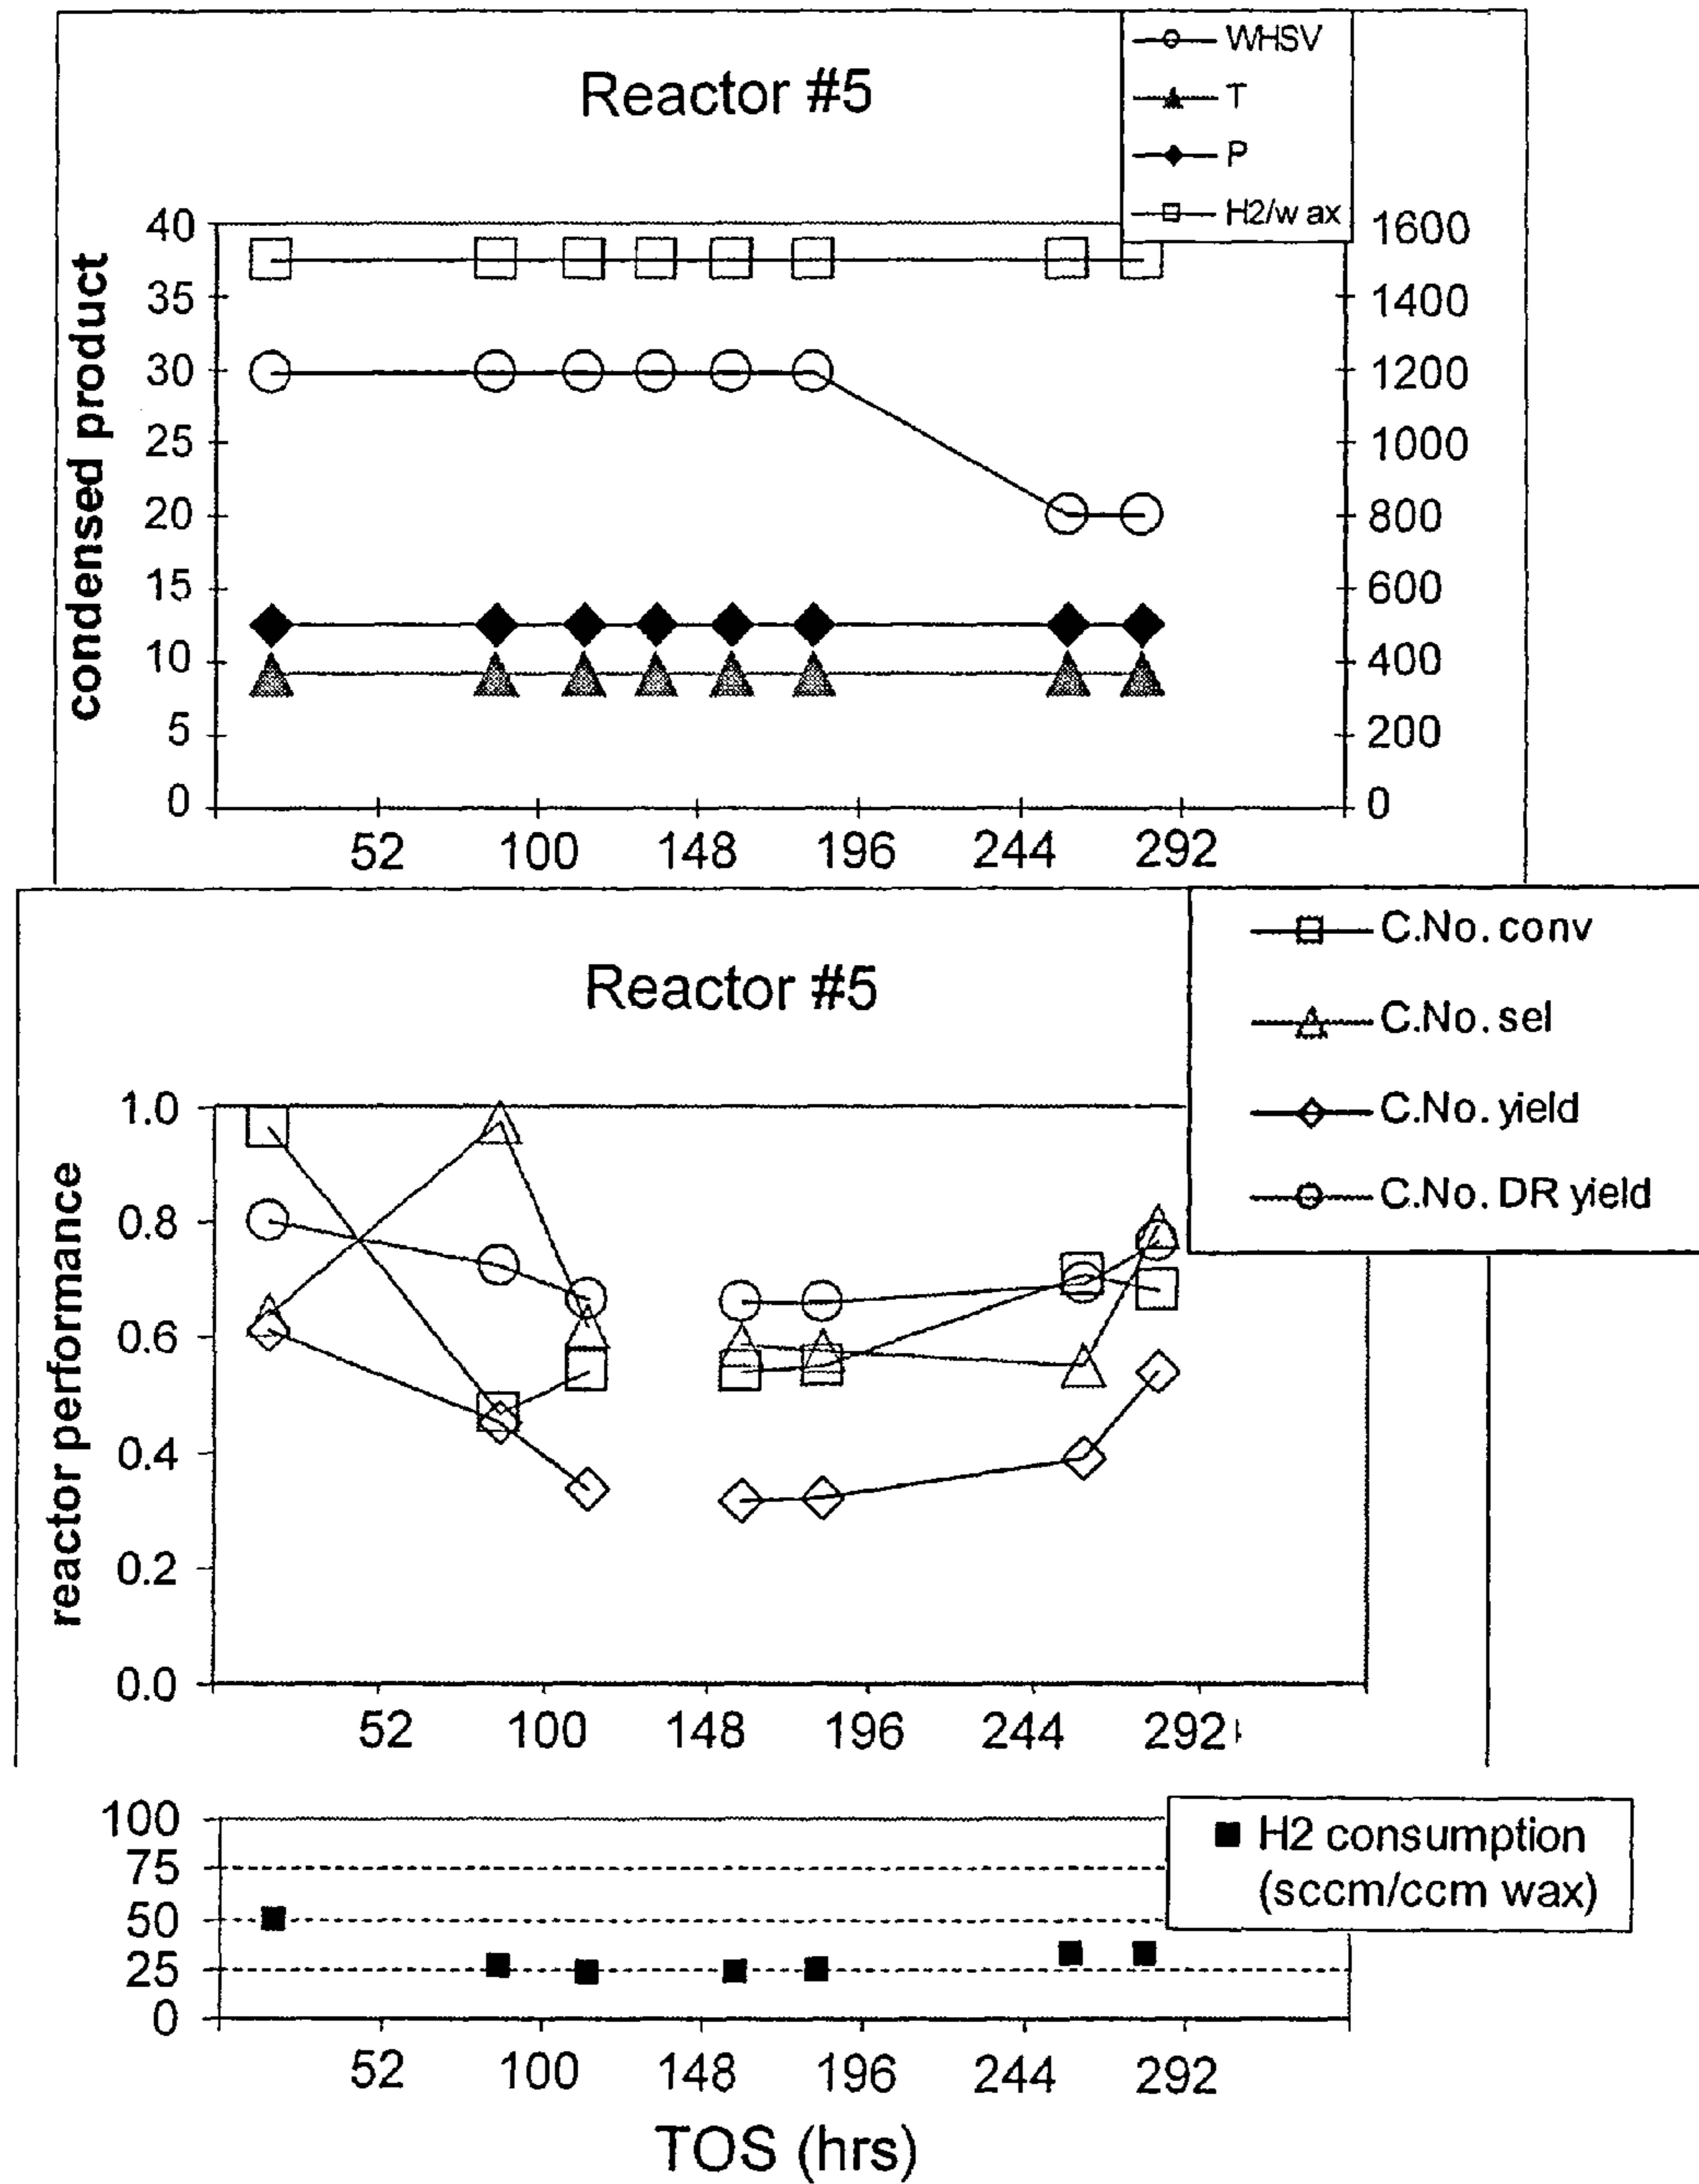 Reactor #5
WHSV
T
P
H2/w ax
condensed product
40
35
30
25
20
15
10
5
0
1600
1400
1200
1000
800
600
400
200
0
52 100 148 196 244 292
Reactor #5
C.No. conv
C.No. sel
C.No. yield
C.No. DR yield
reactor performance
1.0
0.8
0.6
0.4
0.2
0.0
52 100 148 196 244 292
100
75
50
25
0
H2 consumption
(sccm/ccm wax)
52 100 148 196 244 292
TOS (hrs)